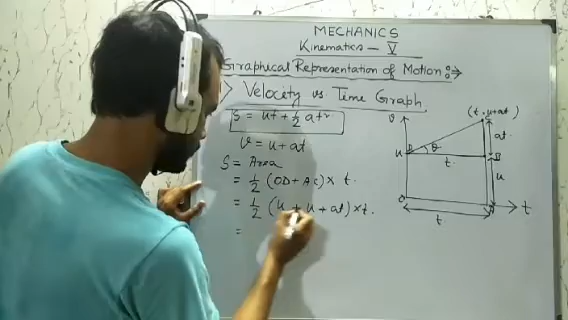 MECHANICS
Kinematics – V
Graphical Representation of Motion :
> Velocity vs Time Graph
S = ut + ½ at²
v = u + at
S = Area
= ½ (OD + AC) × t.
= ½ (u + u + at) × t.
=
v
(t, u+at)
at
θ
u
t
u
O
t
t